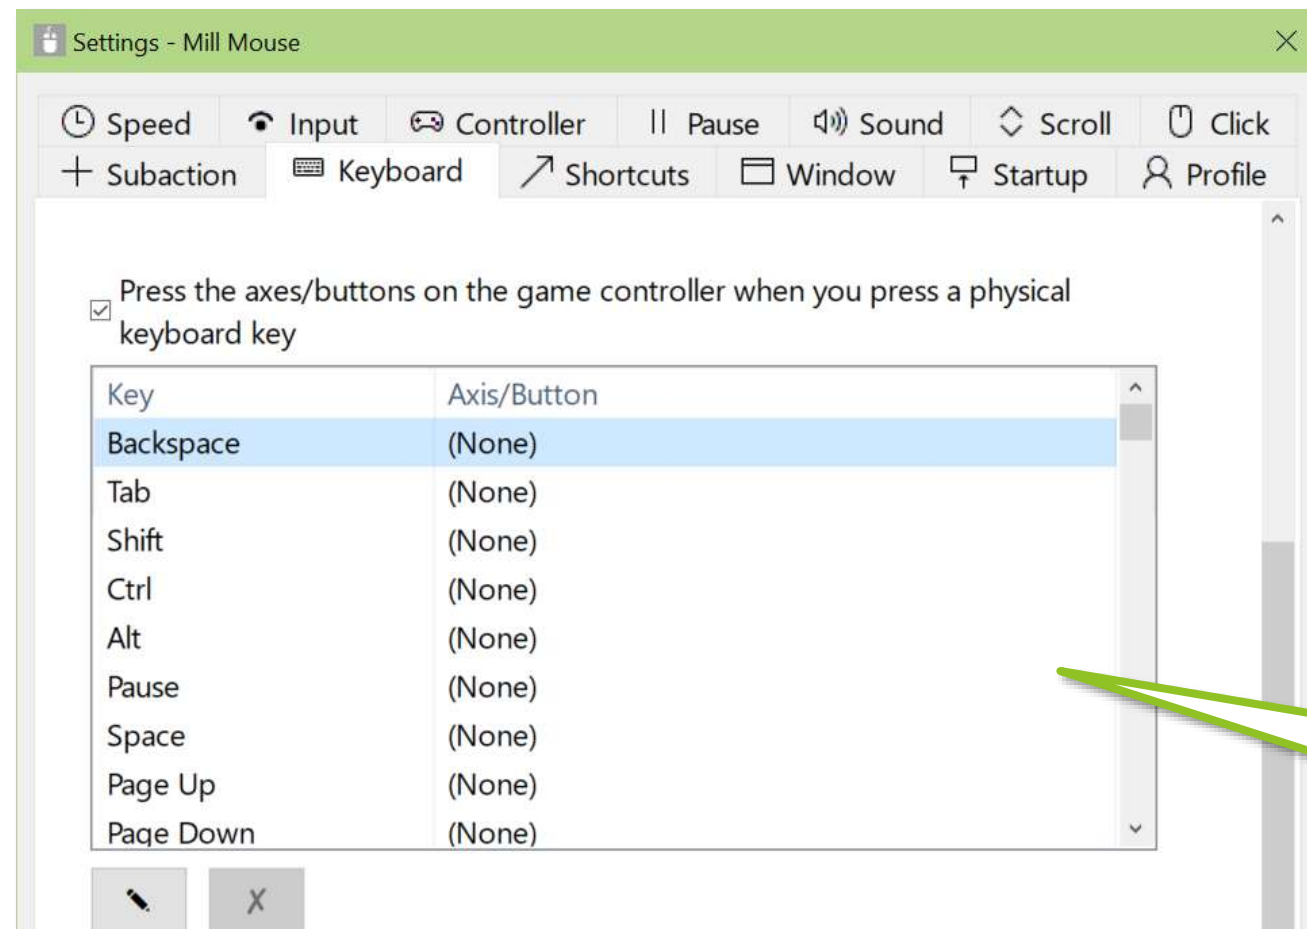 Settings - Mill Mouse
Speed Input Controller Pause Sound Scroll Click
Subaction Keyboard Shortcuts Window Startup Profile
Press the axes/buttons on the game controller when you press a physical
keyboard key
Key Axis/Button
Backspace (None)
Tab (None)
Shift (None)
Ctrl (None)
Alt (None)
Pause (None)
Space (None)
Page Up (None)
Page Down (None)